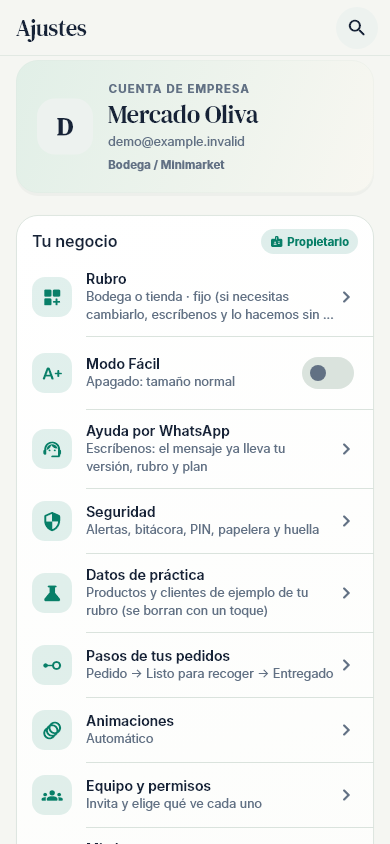 Ajustes
CUENTA DE EMPRESA
D
Mercado Oliva
demo@example.invalid
Bodega / Minimarket
Tu negocio
Propietario
Rubro
Bodega o tienda · fijo (si necesitas
cambiarlo, escríbenos y lo hacemos sin ...
A+
Modo Fácil
Apagado: tamaño normal
Ayuda por WhatsApp
Escríbenos: el mensaje ya lleva tu
versión, rubro y plan
Seguridad
Alertas, bitácora, PIN, papelera y huella
Datos de práctica
Productos y clientes de ejemplo de tu
rubro (se borran con un toque)
Pasos de tus pedidos
Pedido → Listo para recoger → Entregado
Animaciones
Automático
Equipo y permisos
Invita y elige qué ve cada uno